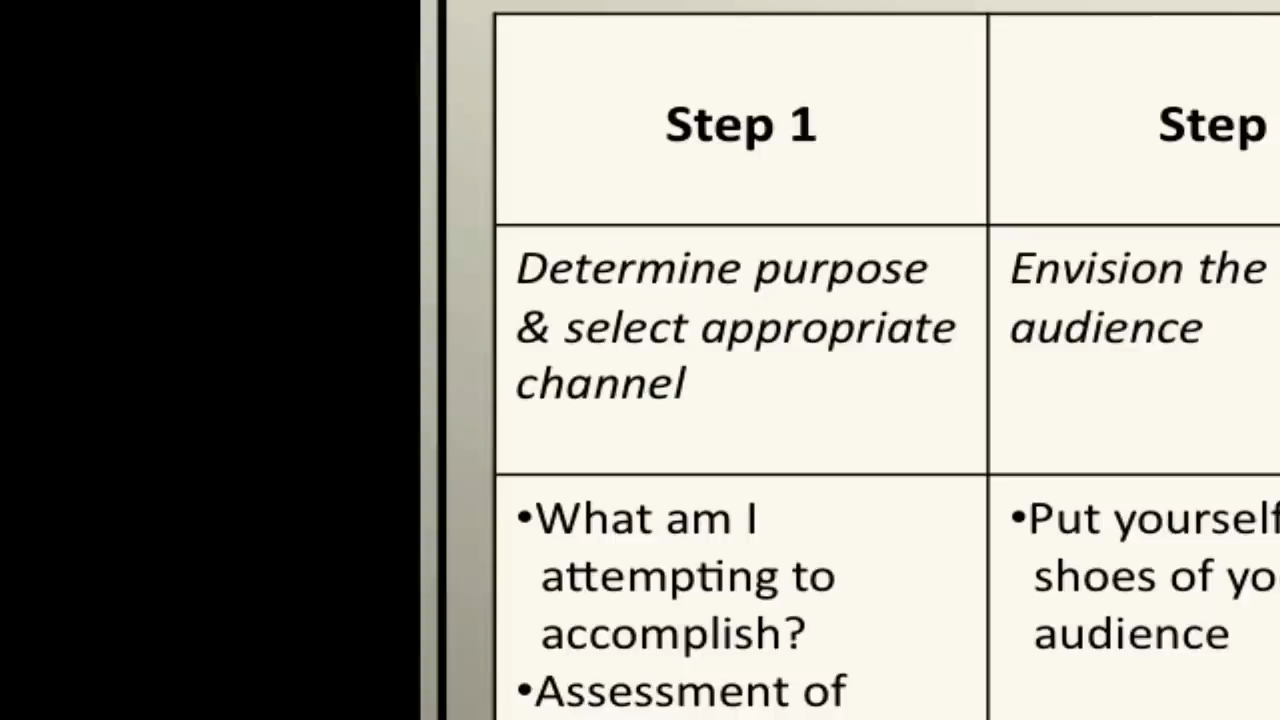 Step 1
Step
Determine purpose
& select appropriate
channel
Envision the
audience
•What am I
attempting to
accomplish?
•Assessment of
•Put yourself
shoes of yo
audience